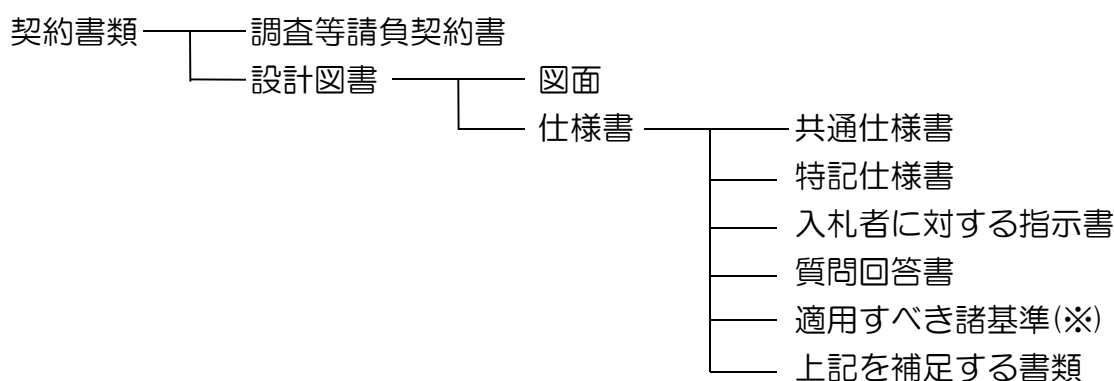 契約書類 調査等請負契約書
設計図書 図面
仕様書 共通仕様書
特記仕様書
入札者に対する指示書
質問回答書
適用すべき諸基準(※)
上記を補足する書類